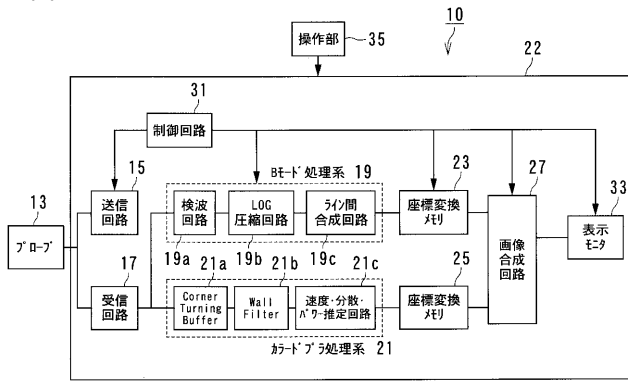 10
操作部
35
22
31
制御回路
Bモード処理系 19
13
プローブ
15
送信
回路
検波
回路
19a
LOG
圧縮回路
19b
ライン間
合成回路
19c
23
座標変換
メモリ
27
画像
合成
回路
33
表示
モニタ
17
受信
回路
21a
Corner
Turning
Buffer
21b
Wall
Filter
21c
速度・分散・
パワー推定回路
25
座標変換
メモリ
カラードプラ処理系 21